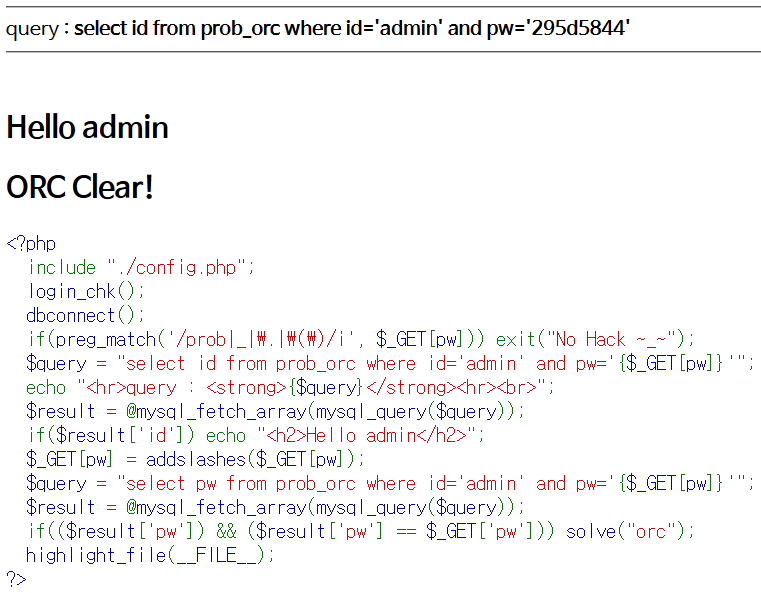 query : select id from prob_orc where id='admin' and pw='295d5844'
Hello admin
ORC Clear!
<?php
include "./config.php";
login_chk();
dbconnect();
if(preg_match('/prob|_|₩.|₩(₩)/i', $_GET[pw])) exit("No Hack ~_~");
$query = "select id from prob_orc where id='admin' and pw='{$_GET[pw]}'";
echo "<hr>query : <strong>{$query}</strong><hr><br>";
$result = @mysql_fetch_array(mysql_query($query));
if($result['id']) echo "<h2>Hello admin</h2>";
$_GET[pw] = addslashes($_GET[pw]);
$query = "select pw from prob_orc where id='admin' and pw='{$_GET[pw]}'";
$result = @mysql_fetch_array(mysql_query($query));
if(($result['pw']) && ($result['pw'] == $_GET['pw'])) solve("orc");
highlight_file(__FILE__);
?>